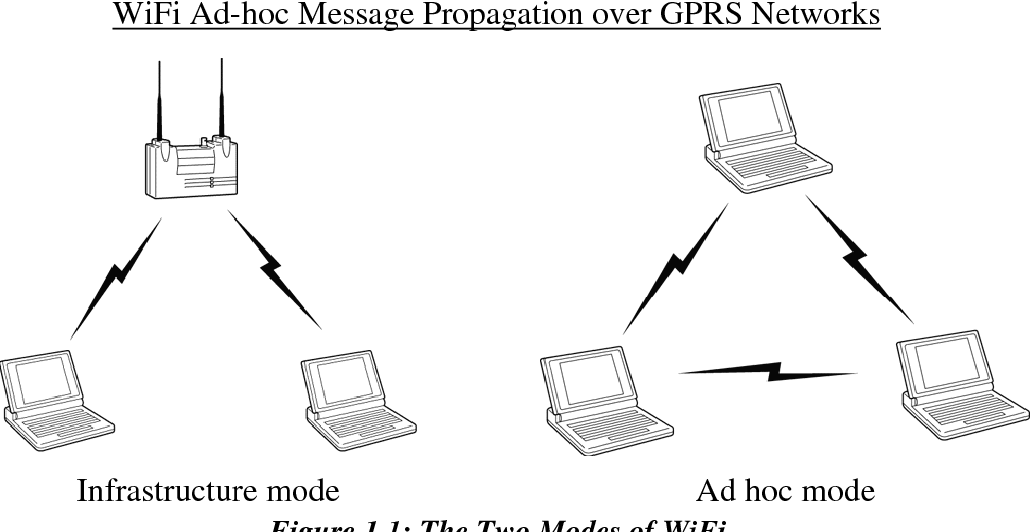 WiFi Ad-hoc Message Propagation over GPRS Networks
Infrastructure mode
Ad hoc mode
Figure 1.1: The Two Modes of WiFi